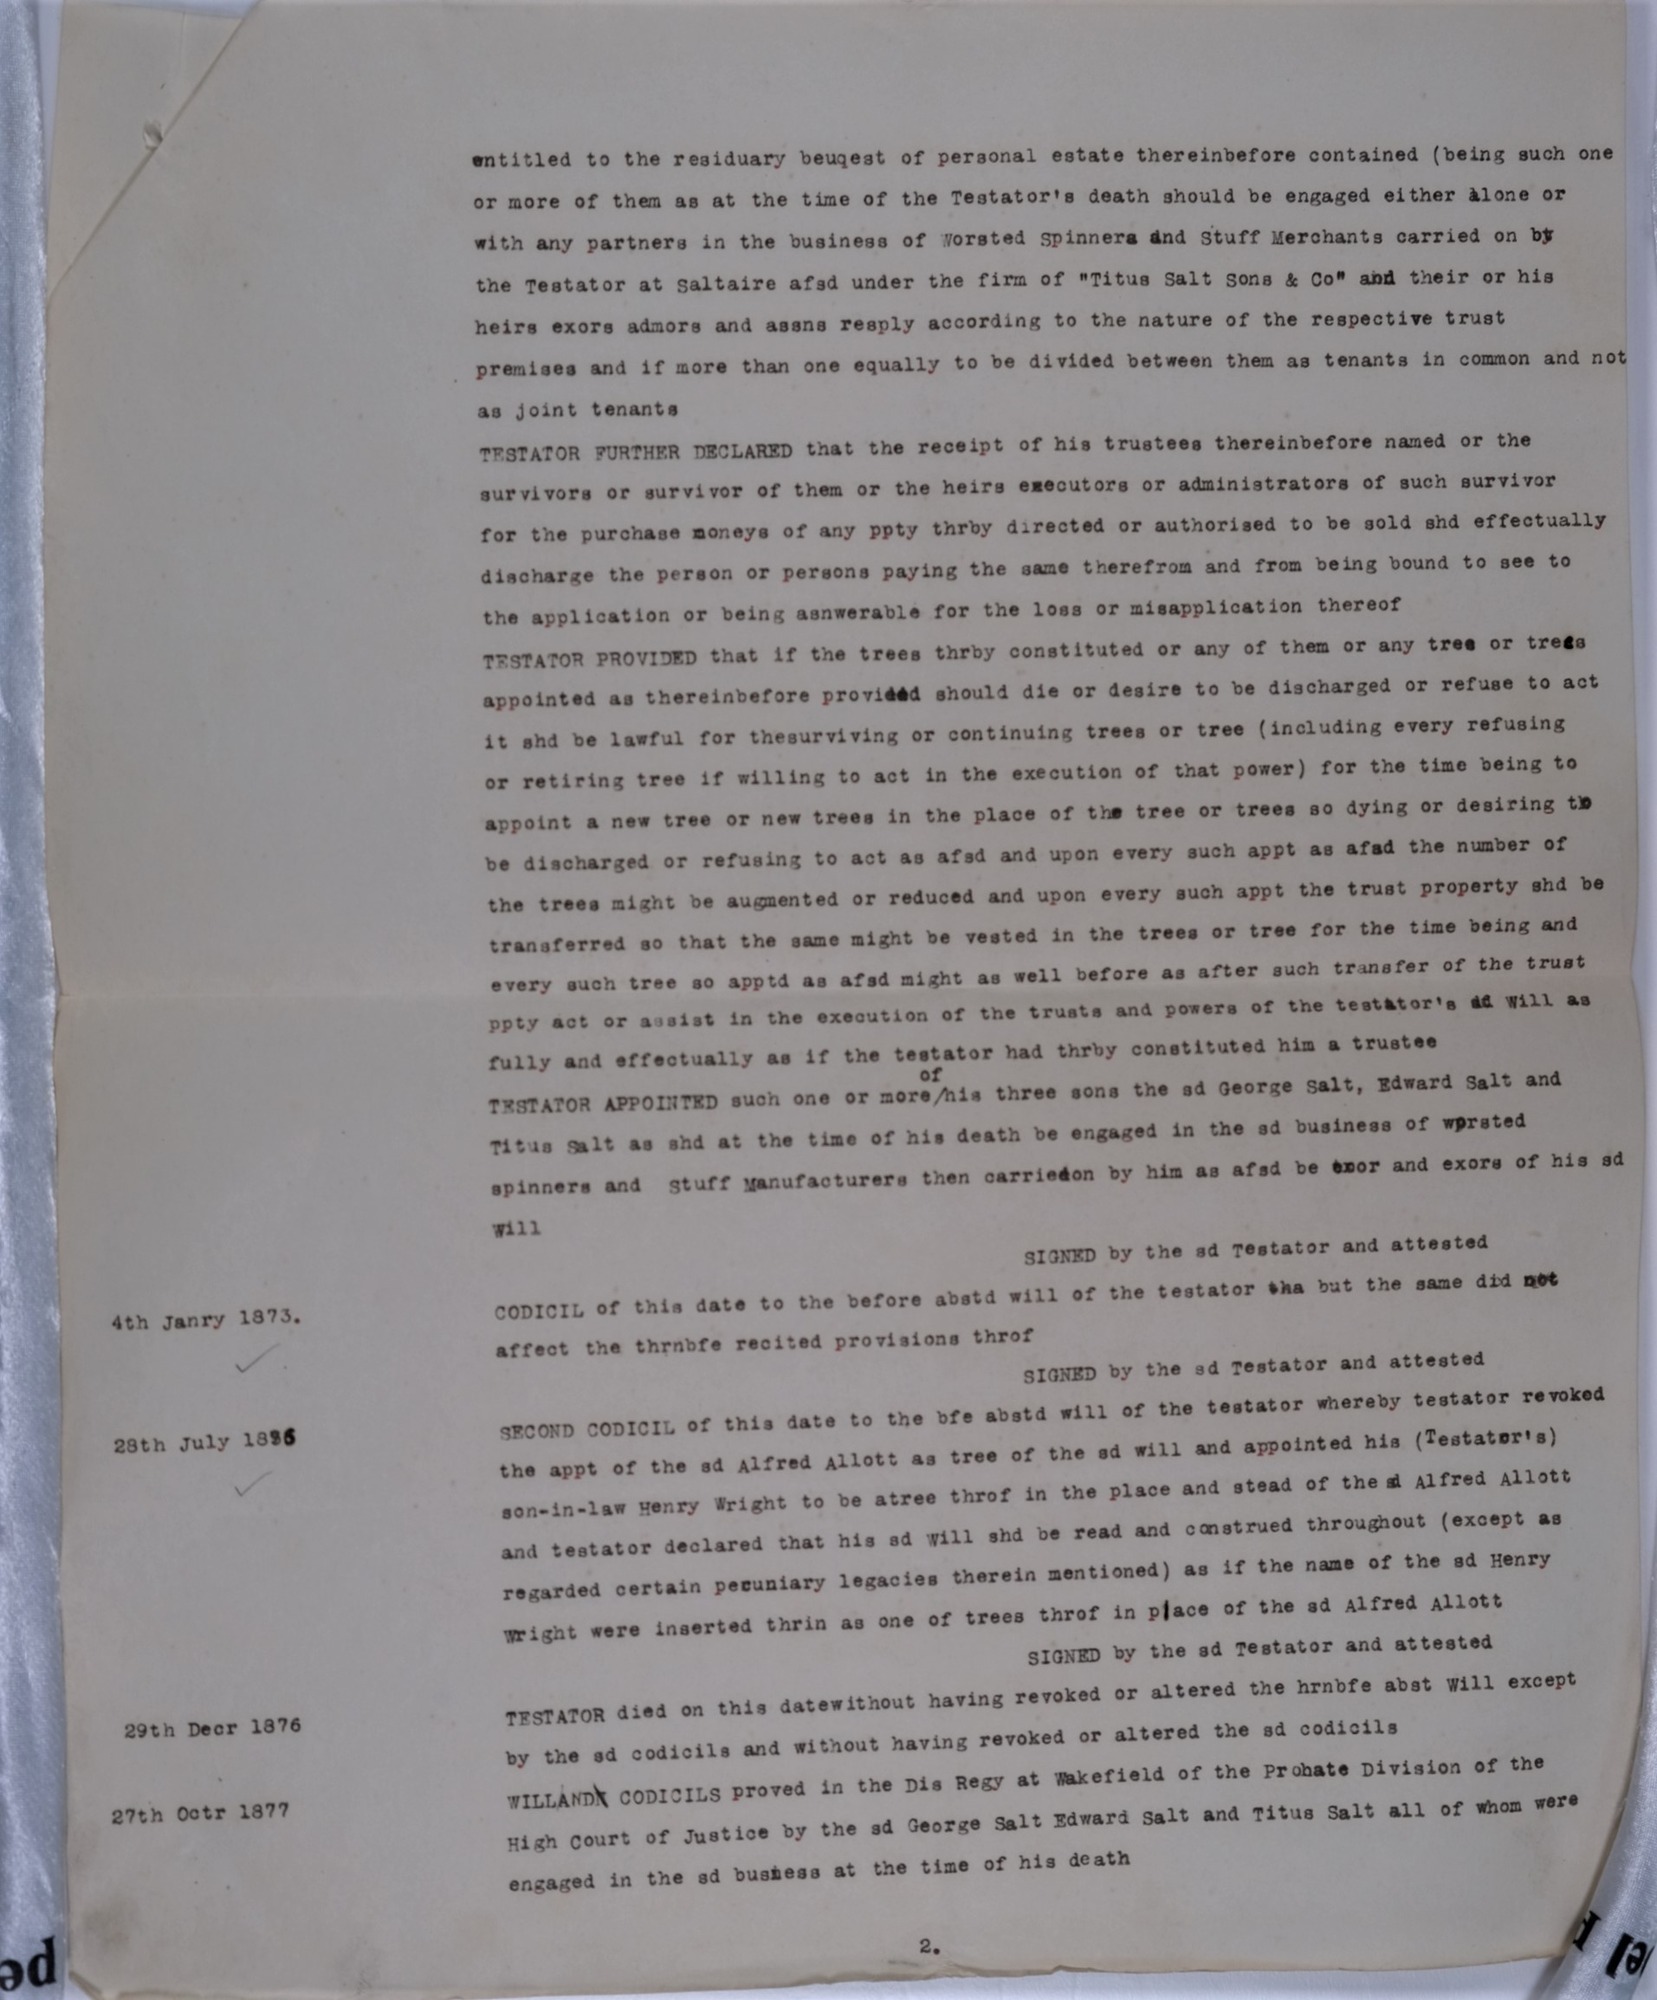 entitled to the residuary beuqest of personal estate thereinbefore contained (being such one
or more of them as at the time of the Testator's death should be engaged either alone or
with any partners in the business of Worsted Spinners and Stuff Merchants carried on by
the Testator at Saltaire afsd under the firm of "Titus Salt Sons & Co" and their or his
heirs exors admors and assns resply according to the nature of the respective trust
premises and if more than one equally to be divided between them as tenants in common and not
as joint tenants
TESTATOR FURTHER DECLARED that the receipt of his trustees thereinbefore named or the
survivors or survivor of them or the heirs executors or administrators of such survivor
for the purchase moneys of any ppty thrby directed or authorised to be sold shd effectually
discharge the person or persons paying the same therefrom and from being bound to see to
the application or being asnwerable for the loss or misapplication thereof
TESTATOR PROVIDED that if the trees thrby constituted or any of them or any tree or trees
appointed as thereinbefore provided should die or desire to be discharged or refuse to act
it shd be lawful for thesurviving or continuing trees or tree (including every refusing
or retiring tree if willing to act in the execution of that power) for the time being to
appoint a new tree or new trees in the place of the tree or trees so dying or desiring to
be discharged or refusing to act as afsd and upon every such appt as afsd the number of
the trees might be augmented or reduced and upon every such appt the trust property shd be
transferred so that the same might be vested in the trees or tree for the time being and
every such tree so apptd as afsd might as well before as after such transfer of the trust
ppty act or assist in the execution of the trusts and powers of the testator's sd Will as
fully and effectually as if the testator had thrby constituted him a trustee
of
TESTATOR APPOINTED such one or more/his three sons the sd George Salt, Edward Salt and
Titus Salt as shd at the time of his death be engaged in the sd business of worsted
spinners and Stuff Manufacturers then carriedon by him as afsd be exor and exors of his sd
Will
SIGNED by the sd Testator and attested
4th Janry 1873. CODICIL of this date to the before abstd will of the testator tha but the same did not
affect the thrnbfe recited provisions throf
SIGNED by the sd Testator and attested
28th July 1876 SECOND CODICIL of this date to the bfe abstd will of the testator whereby testator revoked
the appt of the sd Alfred Allott as tree of the sd will and appointed his (Testator's)
son-in-law Henry Wright to be atree throf in the place and stead of the sd Alfred Allott
and testator declared that his sd Will shd be read and construed throughout (except as
regarded certain pecuniary legacies therein mentioned) as if the name of the sd Henry
Wright were inserted thrin as one of trees throf in place of the sd Alfred Allott
SIGNED by the sd Testator and attested
29th Decr 1876 TESTATOR died on this datewithout having revoked or altered the hrnbfe abst Will except
by the sd codicils and without having revoked or altered the sd codicils
27th Octr 1877 WILLAND CODICILS proved in the Dis Regy at Wakefield of the Probate Division of the
High Court of Justice by the sd George Salt Edward Salt and Titus Salt all of whom were
engaged in the sd busness at the time of his death
2.